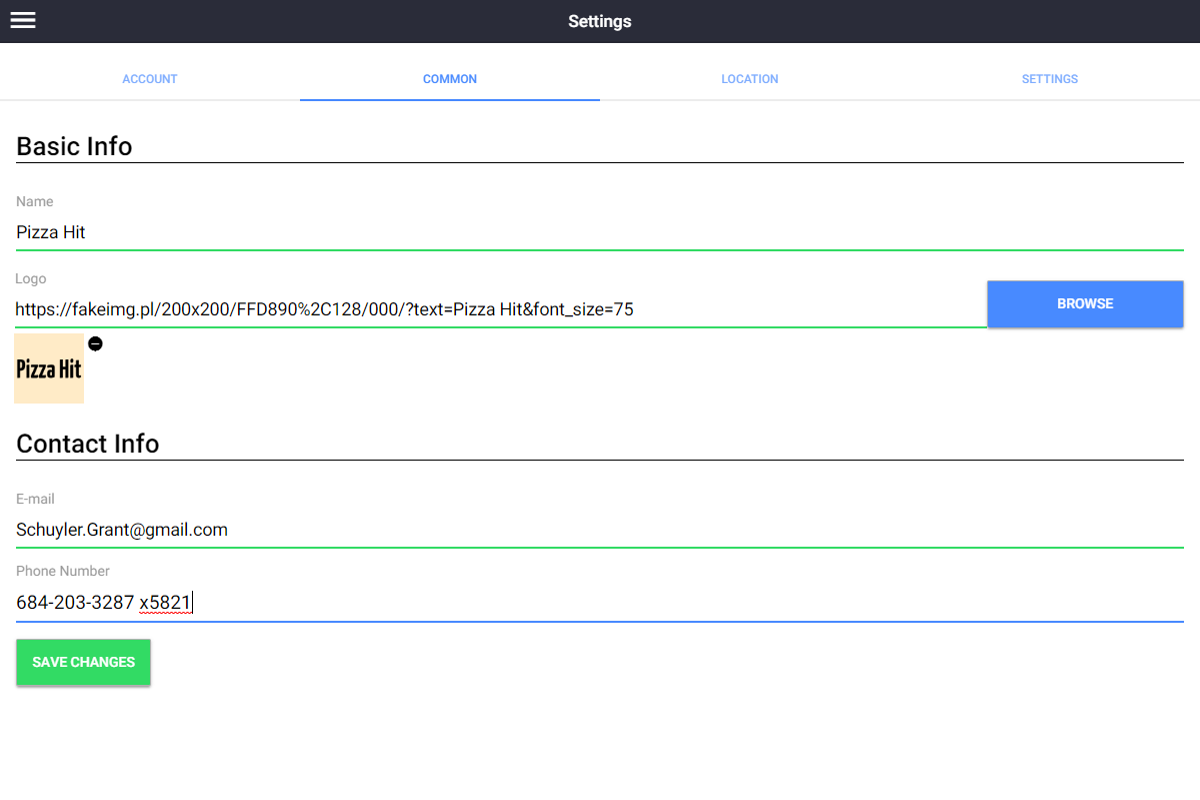 Settings
ACCOUNT COMMON LOCATION SETTINGS
Basic Info
Name
Pizza Hit
Logo
https://fakeimg.pl/200x200/FFD890%2C128/000/?text=Pizza Hit&font_size=75
BROWSE
Pizza Hit
Contact Info
E-mail
Schuyler.Grant@gmail.com
Phone Number
684-203-3287 x5821
SAVE CHANGES